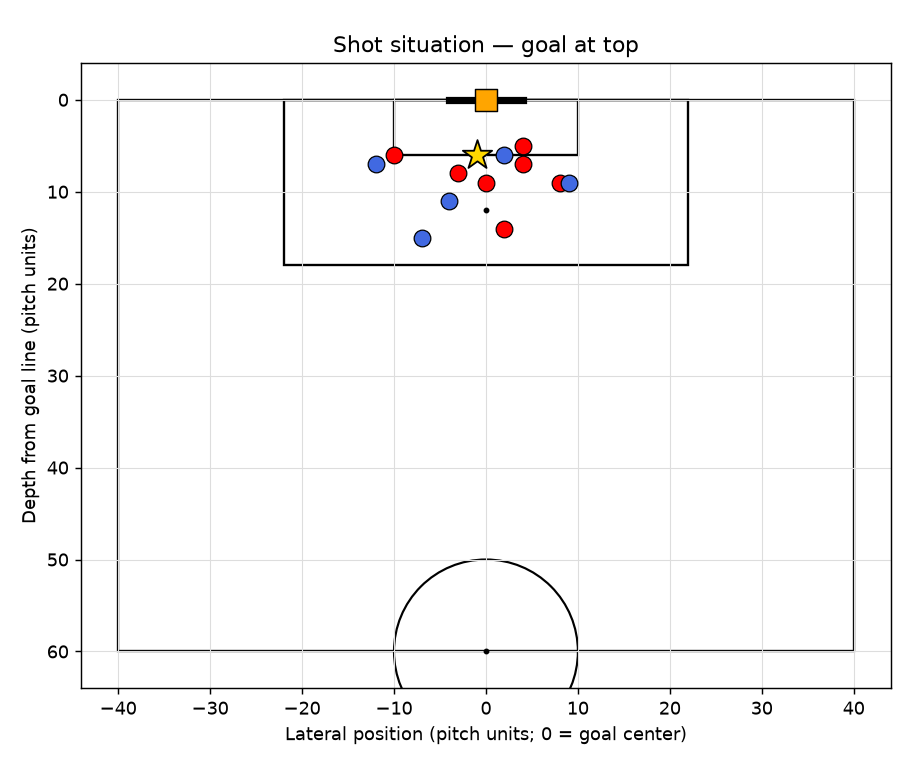 Shot situation — goal at top
0
10
20
30
40
50
60
Depth from goal line (pitch units)
−40 −30 −20 −10 0 10 20 30 40
Lateral position (pitch units; 0 = goal center)